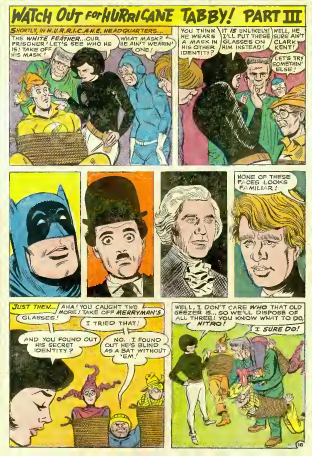 WATCH OUT FOR HURRICANE TABBY! PART III
SHORTLY, IN H.U.R.R.I.C.A.N.E. HEADQUARTERS...
THE WHITE FEATHER...OUR
PRISONER! LET'S SEE WHO HE
IS! TAKE OFF
HIS MASK!
WHAT MASK?
HE AIN'T WEARIN'
ONE!
YOU THINK
HE WEARS
A MASK IN
HIS OTHER
IDENTITY?
IT IS UNLIKELY.
I'LL PUT THESE
GLASSES ON
HIM INSTEAD!
WELL, HE
SURE AIN'T
CLARK
KENT!
LET'S TRY
SOMETHIN'
ELSE!
NONE OF THESE
FACES LOOKS
FAMILIAR!
JUST THEN...
AHA! YOU CAUGHT TWO
MORE! TAKE OFF MERRYMAN'S
GLASSES!
I TRIED THAT!
AND YOU FOUND OUT
HIS SECRET
IDENTITY?
NO. I FOUND
OUT HE'S BLIND
AS A BAT WITHOUT
'EM!
WELL, I DON'T CARE WHO THAT OLD
GEEZER IS... SO WE'LL DISPOSE OF
ALL THREE! YOU KNOW WHAT TO DO,
NITRO!
I SURE DO!